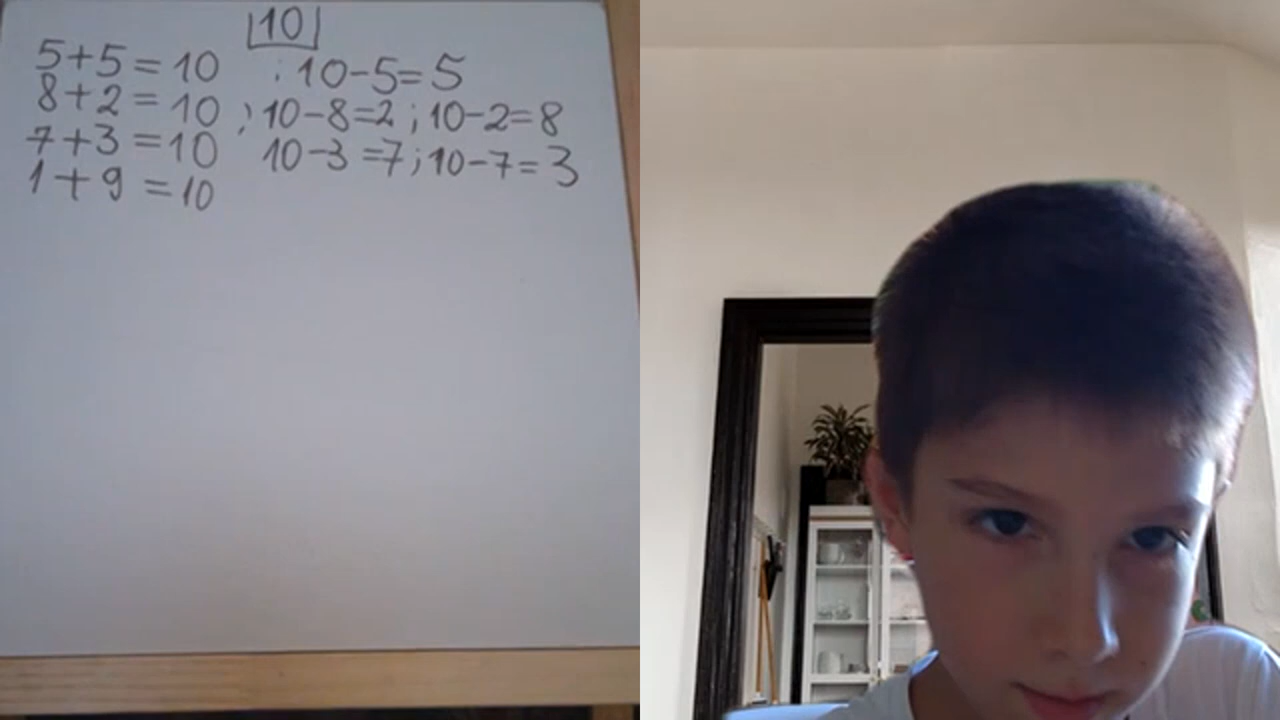 10
5+5=10 ; 10-5=5
8+2=10 ; 10-8=2 ; 10-2=8
7+3=10 10-3=7 ; 10-7=3
1+9=10